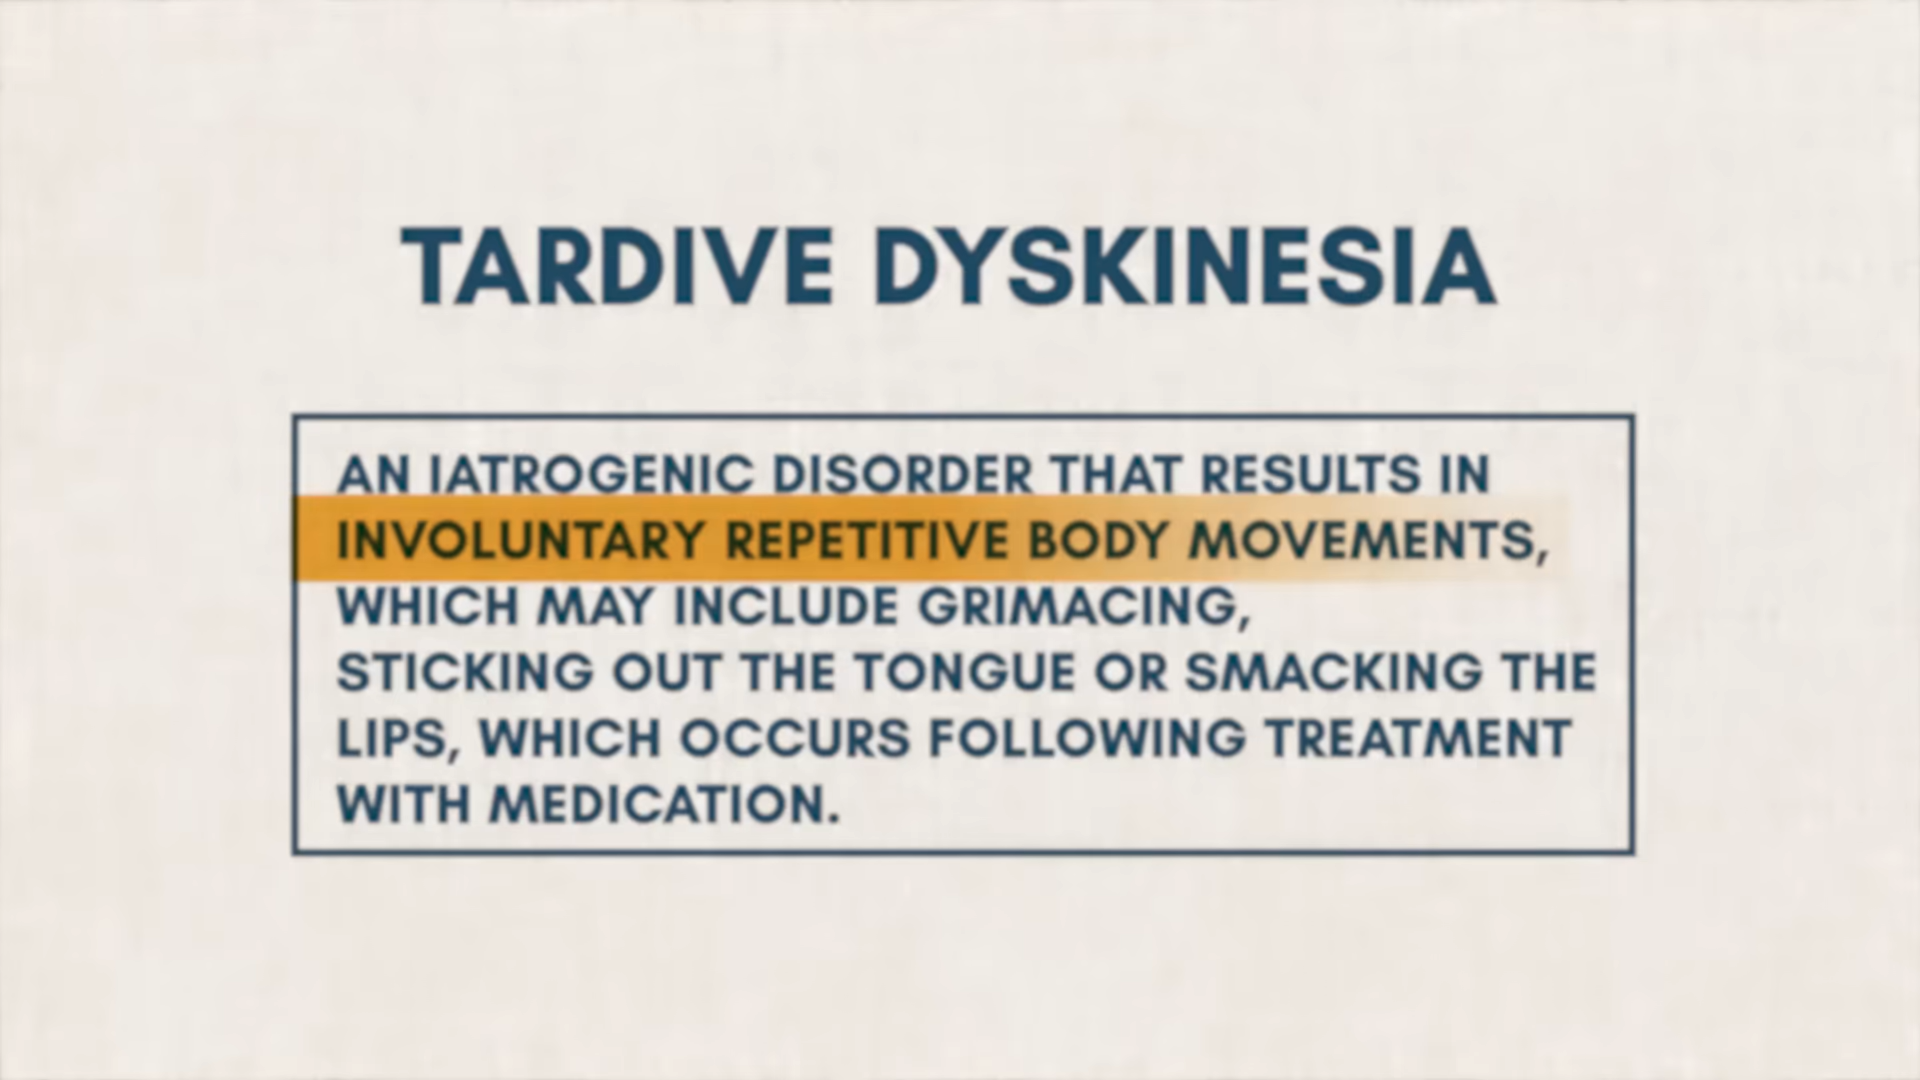 TARDIVE DYSKINESIA
AN IATROGENIC DISORDER THAT RESULTS IN
INVOLUNTARY REPETITIVE BODY MOVEMENTS,
WHICH MAY INCLUDE GRIMACING,
STICKING OUT THE TONGUE OR SMACKING THE
LIPS, WHICH OCCURS FOLLOWING TREATMENT
WITH MEDICATION.